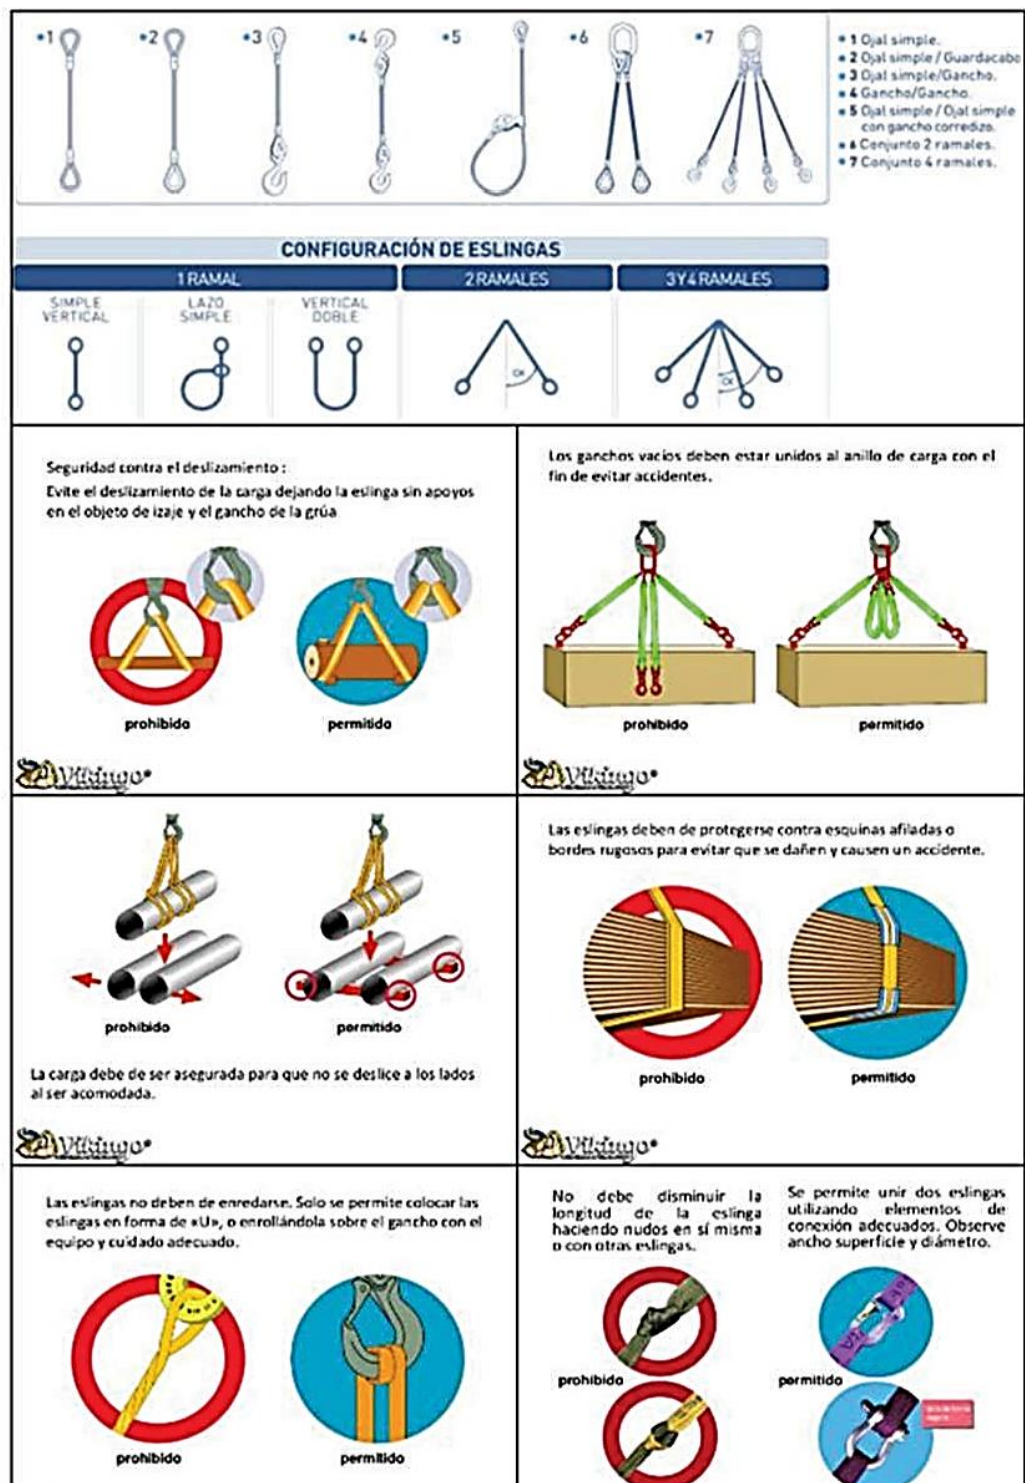 •1
•2
•3
•4
•5
•6
•7
• 1 Ojal simple.
• 2 Ojal simple / Guardacabo
• 3 Ojal simple/Gancho.
• 4 Gancho/Gancho.
• 5 Ojal simple / Ojal simple
con gancho corredizo.
• 6 Conjunto 2 ramales.
• 7 Conjunto 4 ramales.
CONFIGURACIÓN DE ESLINGAS
1 RAMAL
2 RAMALES
3 Y 4 RAMALES
SIMPLE
VERTICAL
LAZO
SIMPLE
VERTICAL
DOBLE
α
α
Seguridad contra el deslizamiento :
Evite el deslizamiento de la carga dejando la eslinga sin apoyos
en el objeto de izaje y el gancho de la grúa
prohibido
permitido
Vikingo®
Los ganchos vacios deben estar unidos al anillo de carga con el
fin de evitar accidentes.
prohibido
permitido
Vikingo®
prohibido
permitido
La carga debe de ser asegurada para que no se deslice a los lados
al ser acomodada.
Vikingo®
Las eslingas deben de protegerse contra esquinas afiladas o
bordes rugosos para evitar que se dañen y causen un accidente.
prohibido
permitido
Vikingo®
Las eslingas no deben de enredarse. Solo se permite colocar las
eslingas en forma de «U», o enrollándola sobre el gancho con el
equipo y cuidado adecuado.
prohibido
permitido
No debe disminuir la
longitud de la eslinga
haciendo nudos en sí misma
o con otras eslingas.
prohibido
Se permite unir dos eslingas
utilizando elementos de
conexión adecuados. Observe
ancho superficie y diámetro.
permitido